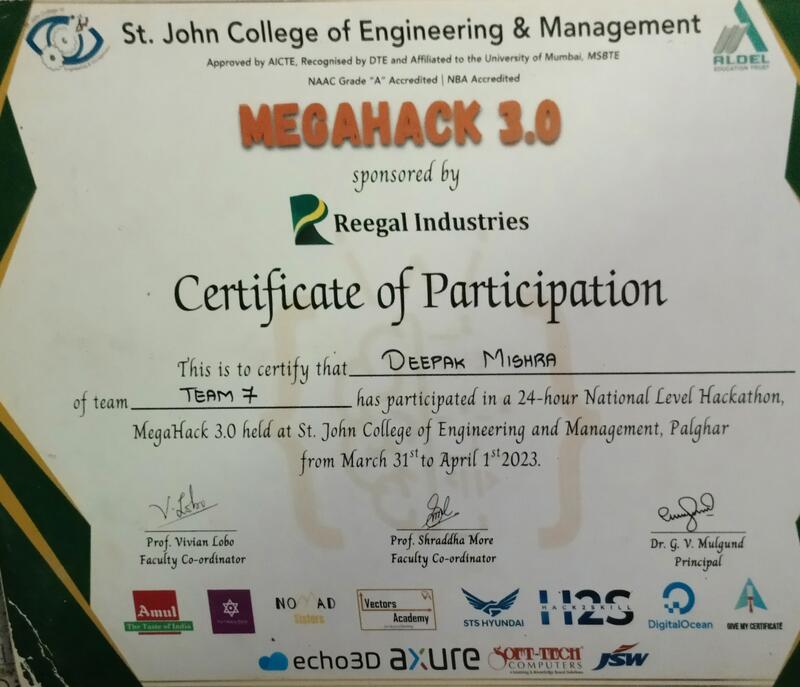 St. John College of Engineering & Management
Approved by AICTE, Recognised by DTE and Affiliated to the University of Mumbai, MSBTE
NAAC Grade "A" Accredited | NBA Accredited
ALDEL
EDUCATION TRUST
MEGAHACK 3.0
sponsored by
Reegal Industries
Certificate of Participation
This is to certify that DEEPAK MISHRA
of team TEAM 7 has participated in a 24-hour National Level Hackathon,
MegaHack 3.0 held at St. John College of Engineering and Management, Palghar
from March 31st to April 1st 2023.
V. Lobo
Prof. Vivian Lobo
Faculty Co-ordinator
Prof. Shraddha More
Faculty Co-ordinator
Dr. G. V. Mulgund
Principal
Amul
The Taste of India
NOMAD
Sisters
Vectors
Academy
STS HYUNDAI
H2S
HACK2SKILL
DigitalOcean
GIVE MY CERTIFICATE
echo3D
axure
SOFT-TECH
COMPUTERS
JSW